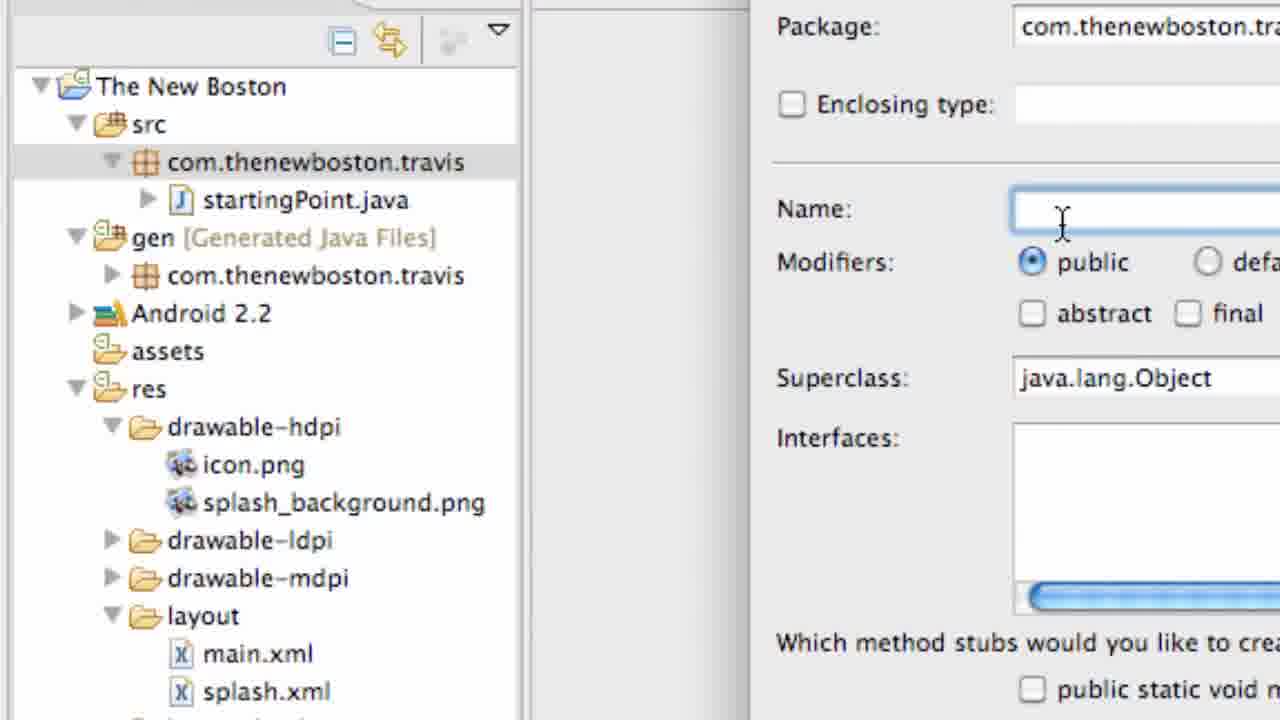 The New Boston
src
com.thenewboston.travis
startingPoint.java
gen [Generated Java Files]
com.thenewboston.travis
Android 2.2
assets
res
drawable-hdpi
icon.png
splash_background.png
drawable-ldpi
drawable-mdpi
layout
main.xml
splash.xml
Package: com.thenewboston.tra
Enclosing type:
Name:
Modifiers: public defa
abstract final
Superclass: java.lang.Object
Interfaces:
Which method stubs would you like to crea
public static void m